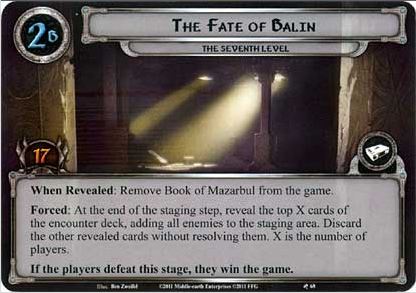 2B
THE FATE OF BALIN
THE SEVENTH LEVEL
17
When Revealed: Remove Book of Mazarbul from the game.
Forced: At the end of the staging step, reveal the top X cards of
the encounter deck, adding all enemies to the staging area. Discard
the other revealed cards without resolving them. X is the number of
players.
If the players defeat this stage, they win the game.
Illus. Ben Zweifel ©2011 Middle-earth Enterprises ©2011 FFG 68